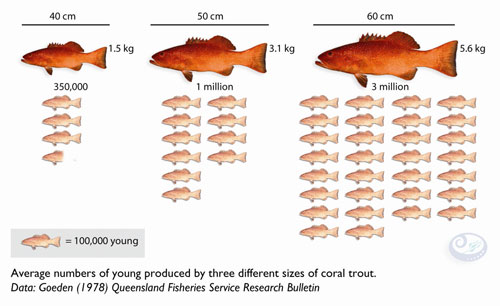 40 cm
50 cm
60 cm
1.5 kg
3.1 kg
5.6 kg
350,000
1 million
3 million
= 100,000 young
Average numbers of young produced by three different sizes of coral trout.
Data: Goeden (1978) Queensland Fisheries Service Research Bulletin